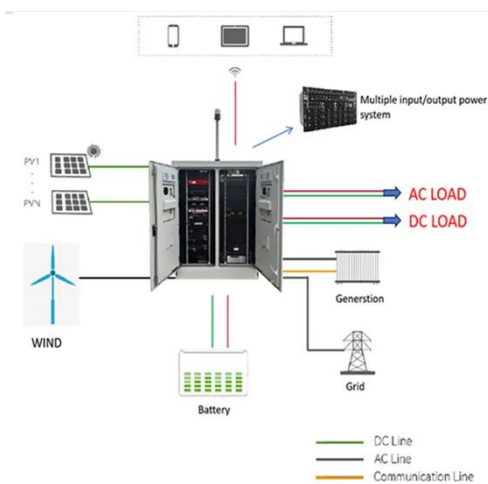 Multiple input/output power
system
PV1
PVN
AC LOAD
DC LOAD
WIND
Generstion
Grid
Battery
DC Line
AC Line
Communication Line